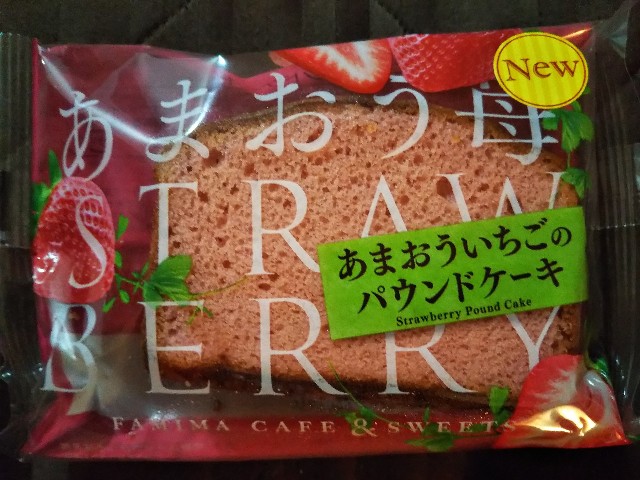 New
あまおう苺
STRAW
BERRY
あまおういちごの
パウンドケーキ
Strawberry Pound Cake
FAMIMA CAFE & SWEETS